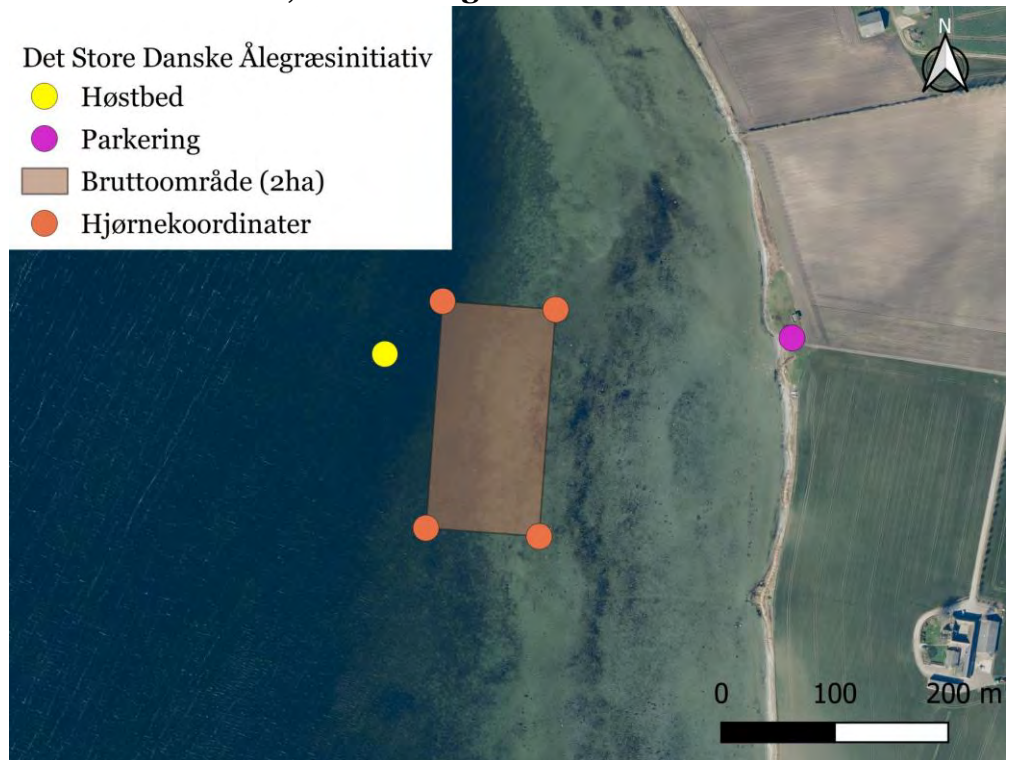 Det Store Danske Ålegræsinitiativ
Høstbed
Parkering
Bruttoområde (2ha)
Hjørnekoordinater
N
0 100 200 m